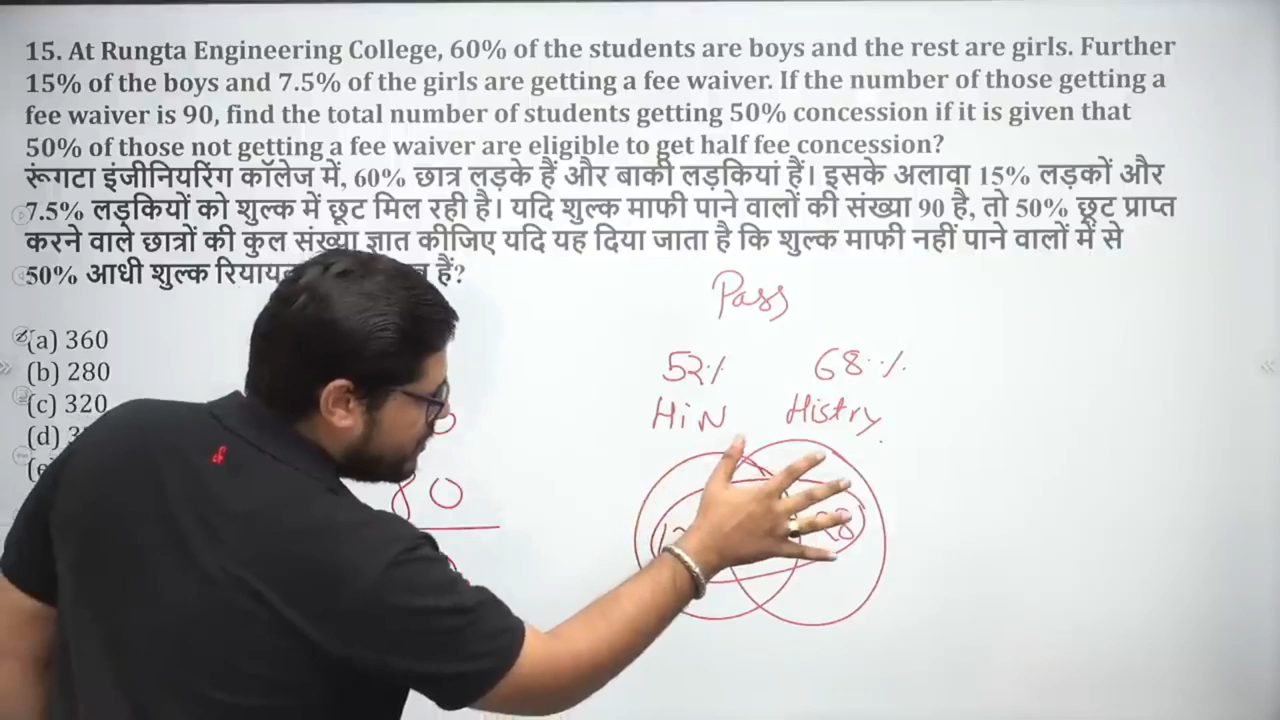 15. At Rungta Engineering College, 60% of the students are boys and the rest are girls. Further
15% of the boys and 7.5% of the girls are getting a fee waiver. If the number of those getting a
fee waiver is 90, find the total number of students getting 50% concession if it is given that
50% of those not getting a fee waiver are eligible to get half fee concession?
रूंगटा इंजीनियरिंग कॉलेज में, 60% छात्र लड़के हैं और बाकी लड़कियां हैं। इसके अलावा 15% लड़कों और
7.5% लड़कियों को शुल्क में छूट मिल रही है। यदि शुल्क माफी पाने वालों की संख्या 90 है, तो 50% छूट प्राप्त
करने वाले छात्रों की कुल संख्या ज्ञात कीजिए यदि यह दिया जाता है कि शुल्क माफी नहीं पाने वालों में से
50% आधी शुल्क हैं?
Pass
(a) 360
52% 68%
(b) 280
(c) 320
HiN Histry
(d)
80
28